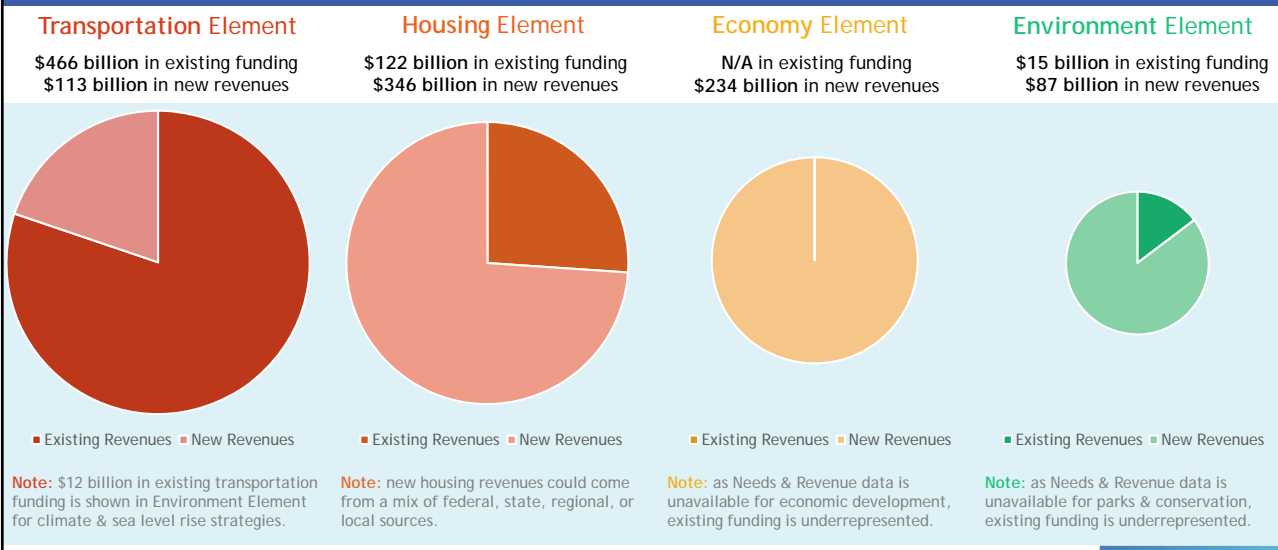 Transportation Element
$466 billion in existing funding
$113 billion in new revenues
Existing Revenues New Revenues
Note: $12 billion in existing transportation
funding is shown in Environment Element
for climate & sea level rise strategies.
Housing Element
$122 billion in existing funding
$346 billion in new revenues
Existing Revenues New Revenues
Note: new housing revenues could come
from a mix of federal, state, regional, or
local sources.
Economy Element
N/A in existing funding
$234 billion in new revenues
Existing Revenues New Revenues
Note: as Needs & Revenue data is
unavailable for economic development,
existing funding is underrepresented.
Environment Element
$15 billion in existing funding
$87 billion in new revenues
Existing Revenues New Revenues
Note: as Needs & Revenue data is
unavailable for parks & conservation,
existing funding is underrepresented.